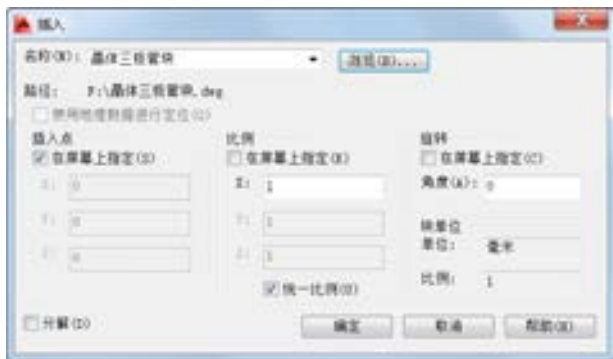 插入
名称(N): 晶体三极管块 浏览(B)...
路径: F:\晶体三极管块.dwg
使用地理数据进行定位(G)
插入点 比例 旋转
在屏幕上指定(S) 在屏幕上指定(E) 在屏幕上指定(C)
X: 0 X: 1 角度(A): 0
Y: 0 Y: 1 块单位
单位: 毫米
Z: 0 Z: 1
比例: 1
统一比例(U)
分解(D) 确定 取消 帮助(H)